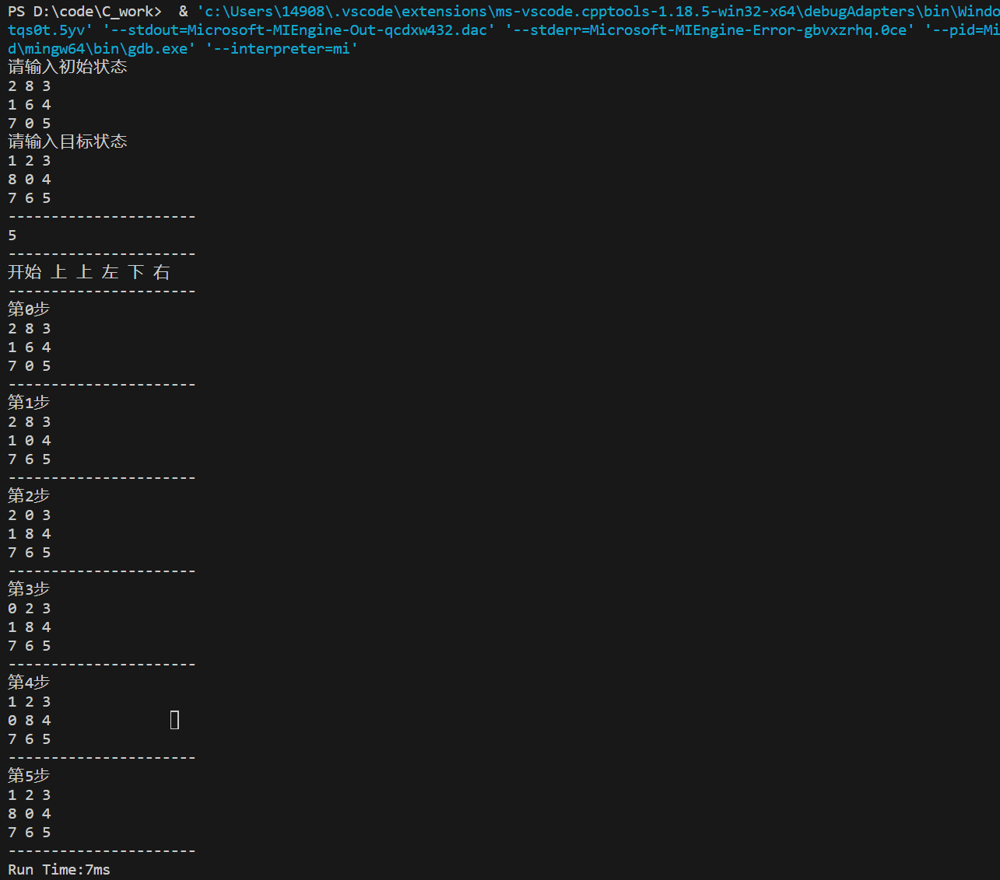 PS D:\code\C_work>  & 'c:\Users\14908\.vscode\extensions\ms-vscode.cpptools-1.18.5-win32-x64\debugAdapters\bin\Windo
tqs0t.5yv' '--stdout=Microsoft-MIEngine-Out-qcdxw432.dac' '--stderr=Microsoft-MIEngine-Error-gbvxzrhq.0ce' '--pid=Mi
d\mingw64\bin\gdb.exe' '--interpreter=mi'
请输入初始状态
2 8 3
1 6 4
7 0 5
请输入目标状态
1 2 3
8 0 4
7 6 5
----------------------
5
----------------------
开始 上 上 左 下 右
----------------------
第0步
2 8 3
1 6 4
7 0 5
----------------------
第1步
2 8 3
1 0 4
7 6 5
----------------------
第2步
2 0 3
1 8 4
7 6 5
----------------------
第3步
0 2 3
1 8 4
7 6 5
----------------------
第4步
1 2 3
0 8 4
7 6 5
----------------------
第5步
1 2 3
8 0 4
7 6 5
----------------------
Run Time:7ms